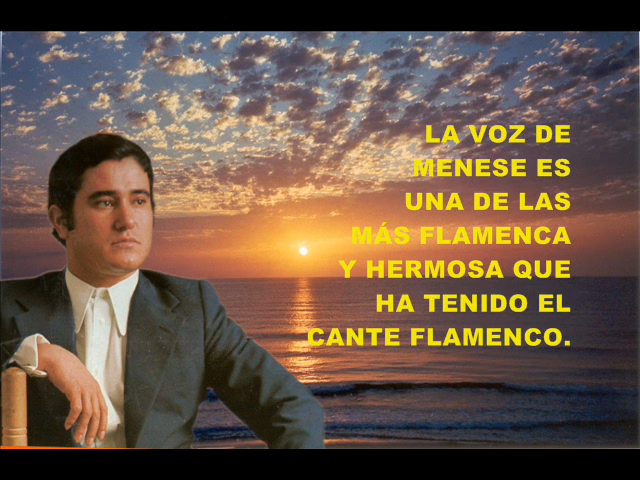 LA VOZ DE
MENESE ES
UNA DE LAS
MÁS FLAMENCA
Y HERMOSA QUE
HA TENIDO EL
CANTE FLAMENCO.